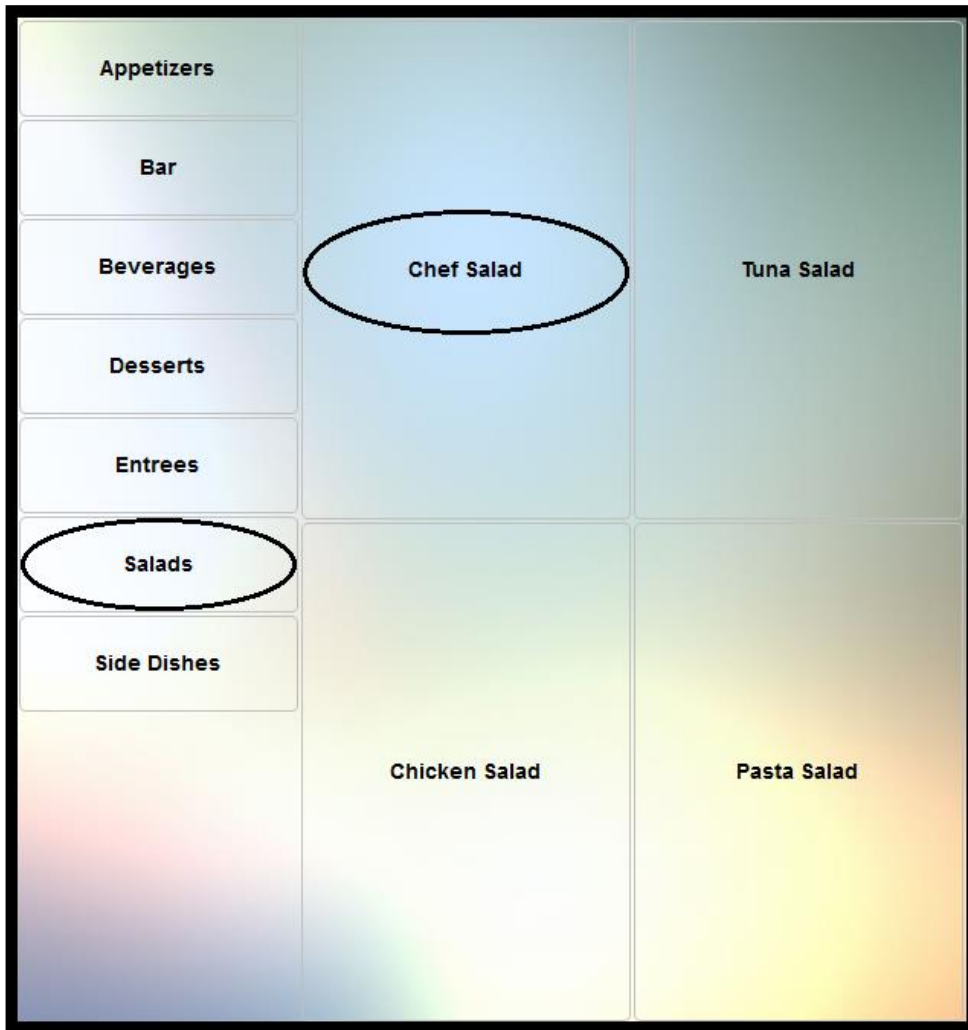 Appetizers
Bar
Beverages
Desserts
Entrees
Salads
Side Dishes
Chef Salad
Tuna Salad
Chicken Salad
Pasta Salad